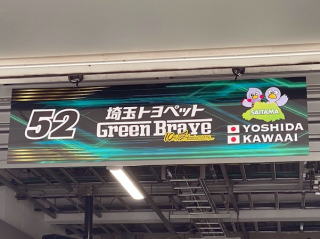 52
埼玉トヨペット
Green Brave
SAITAMA
YOSHIDA
KAWAAI